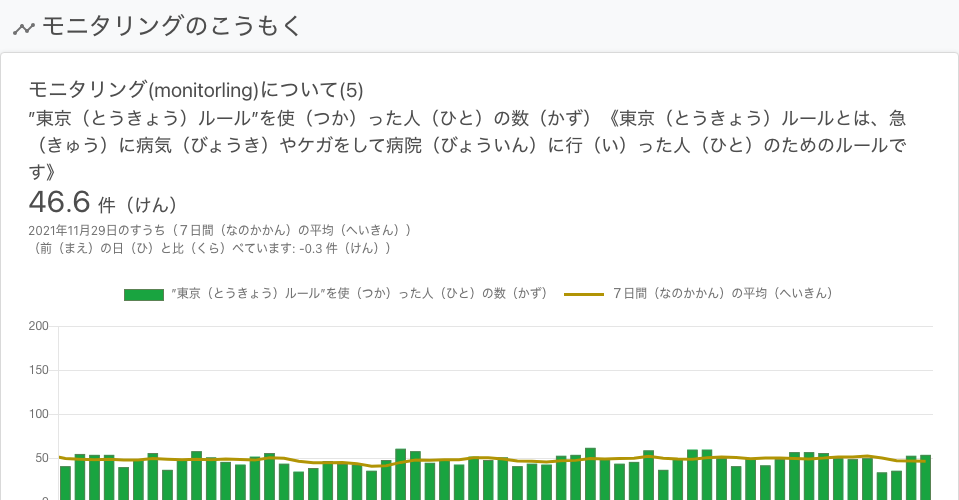 モニタリングのこうもく
モニタリング(monitorling)について(5)
”東京（とうきょう）ルール”を使（つか）った人（ひと）の数（かず）《東京（とうきょう）ルールとは、急
（きゅう）に病気（びょうき）やケガをして病院（びょういん）に行（い）った人（ひと）のためのルールで
す》
46.6 件（けん）
2021年11月29日のすうち（７日間（なのかかん）の平均（へいきん））
（前（まえ）の日（ひ）と比（くら）べています: -0.3 件（けん））
”東京（とうきょう）ルール”を使（つか）った人（ひと）の数（かず） ７日間（なのかかん）の平均（へいきん）
200
150
100
50
0